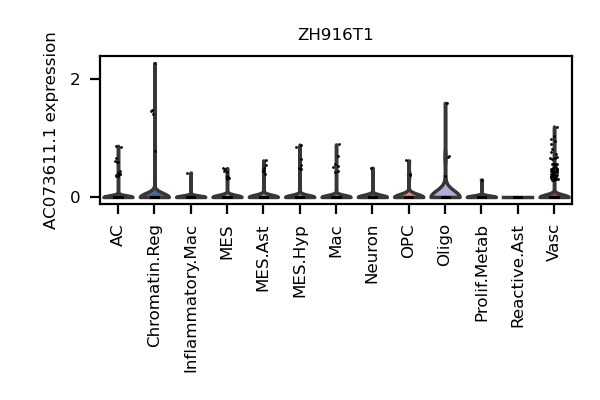 ZH916T1
AC073611.1 expression
2
0
AC
Chromatin.Reg
Inflammatory.Mac
MES
MES.Ast
MES.Hyp
Mac
Neuron
OPC
Oligo
Prolif.Metab
Reactive.Ast
Vasc